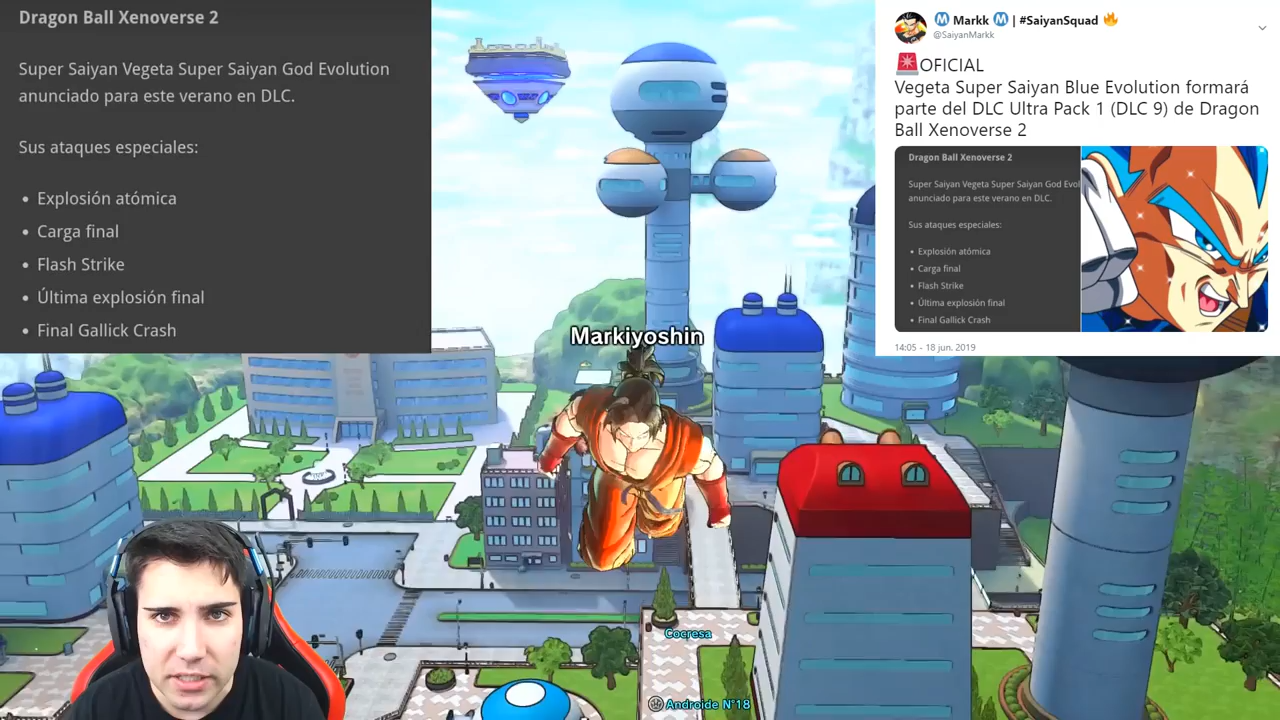 Dragon Ball Xenoverse 2
Super Saiyan Vegeta Super Saiyan God Evolution
anunciado para este verano en DLC.
Sus ataques especiales:
• Explosión atómica
• Carga final
• Flash Strike
• Última explosión final
• Final Gallick Crash
Ⓜ Markk Ⓜ | #SaiyanSquad 🔥
@SaiyanMarkk
🚨OFICIAL
Vegeta Super Saiyan Blue Evolution formará
parte del DLC Ultra Pack 1 (DLC 9) de Dragon
Ball Xenoverse 2
Dragon Ball Xenoverse 2
Super Saiyan Vegeta Super Saiyan God Evol
anunciado para este verano en DLC.
Sus ataques especiales:
• Explosión atómica
• Carga final
• Flash Strike
• Última explosión final
• Final Gallick Crash
14:05 - 18 jun. 2019
Markiyoshin
Cocresa
Androide N°18